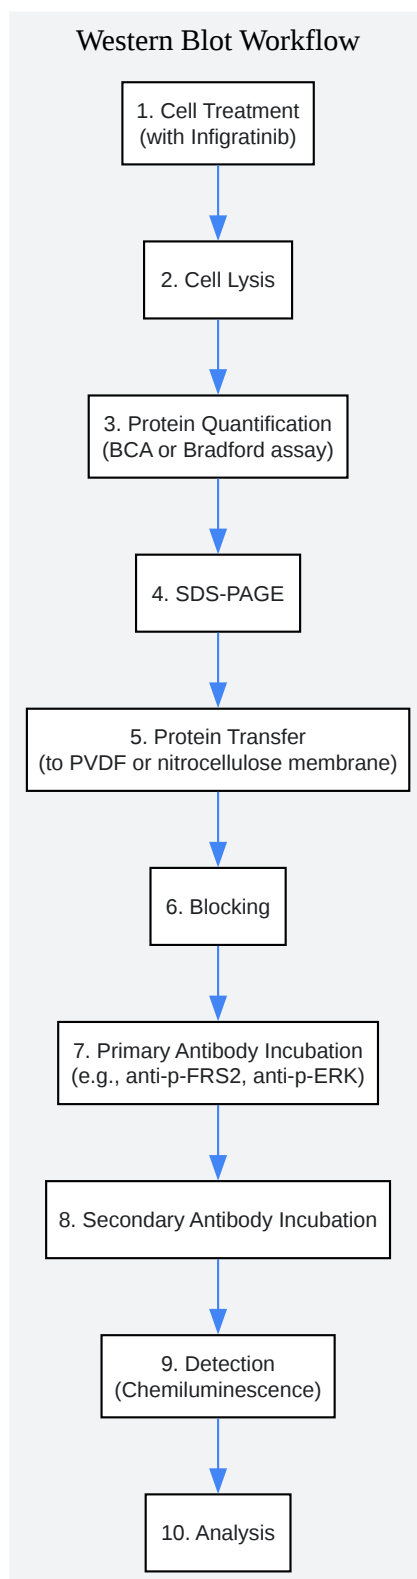 Western Blot Workflow
1. Cell Treatment
(with Infigratinib)
2. Cell Lysis
3. Protein Quantification
(BCA or Bradford assay)
4. SDS-PAGE
5. Protein Transfer
(to PVDF or nitrocellulose membrane)
6. Blocking
7. Primary Antibody Incubation
(e.g., anti-p-FRS2, anti-p-ERK)
8. Secondary Antibody Incubation
9. Detection
(Chemiluminescence)
10. Analysis